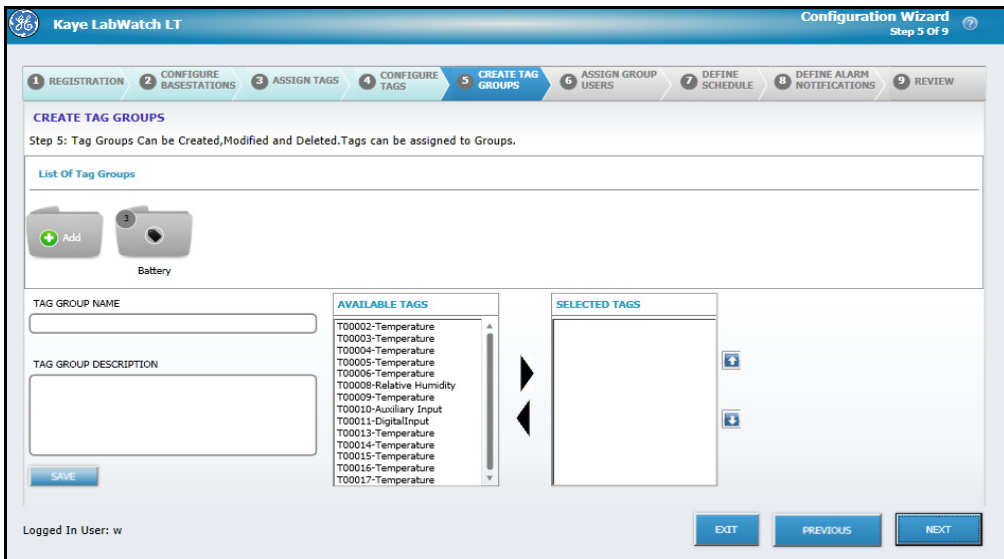 Kaye LabWatch LT
Configuration Wizard
Step 5 Of 9
?
1 REGISTRATION
2 CONFIGURE BASESTATIONS
3 ASSIGN TAGS
4 CONFIGURE TAGS
5 CREATE TAG GROUPS
6 ASSIGN GROUP USERS
7 DEFINE SCHEDULE
8 DEFINE ALARM NOTIFICATIONS
9 REVIEW
CREATE TAG GROUPS
Step 5: Tag Groups Can be Created,Modified and Deleted.Tags can be assigned to Groups.
List Of Tag Groups
Add
3
Battery
TAG GROUP NAME
TAG GROUP DESCRIPTION
SAVE
AVAILABLE TAGS
T00002-Temperature
T00003-Temperature
T00004-Temperature
T00005-Temperature
T00006-Temperature
T00008-Relative Humidity
T00009-Temperature
T00010-Auxiliary Input
T00011-DigitalInput
T00013-Temperature
T00014-Temperature
T00015-Temperature
T00016-Temperature
T00017-Temperature
SELECTED TAGS
Logged In User: w
EXIT
PREVIOUS
NEXT